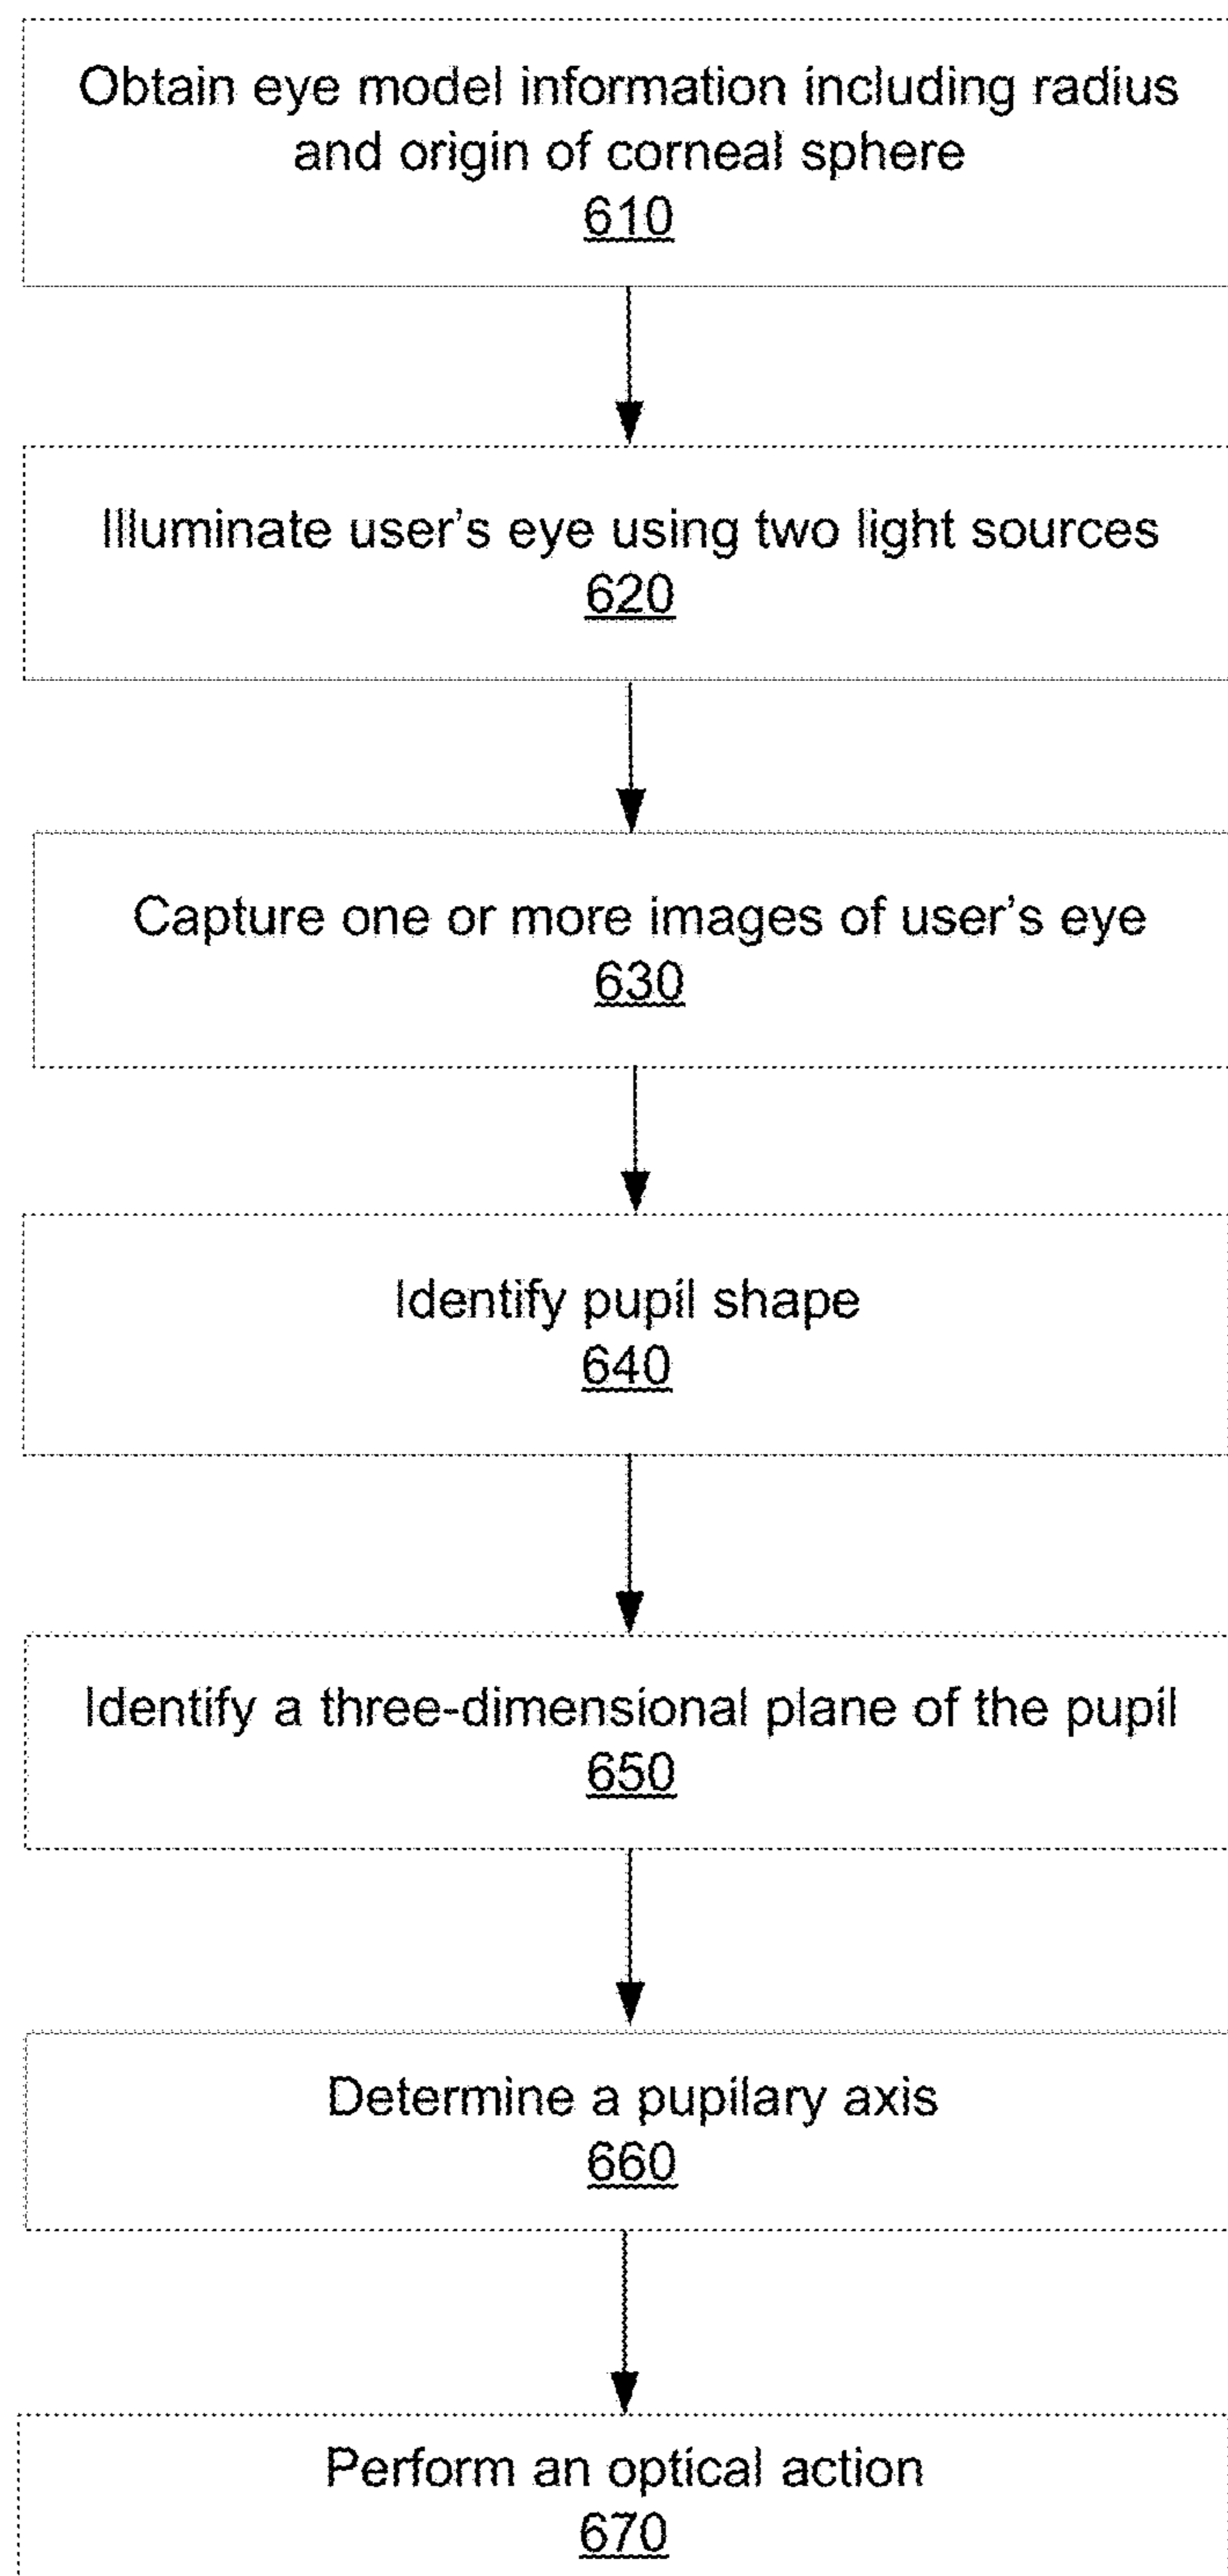 Obtain eye model information including radius
and origin of corneal sphere
610
Illuminate user’s eye using two light sources
620
Capture one or more images of user’s eye
630
Identify pupil shape
640
Identify a three-dimensional plane of the pupil
650
Determine a pupilary axis
660
Perform an optical action
670